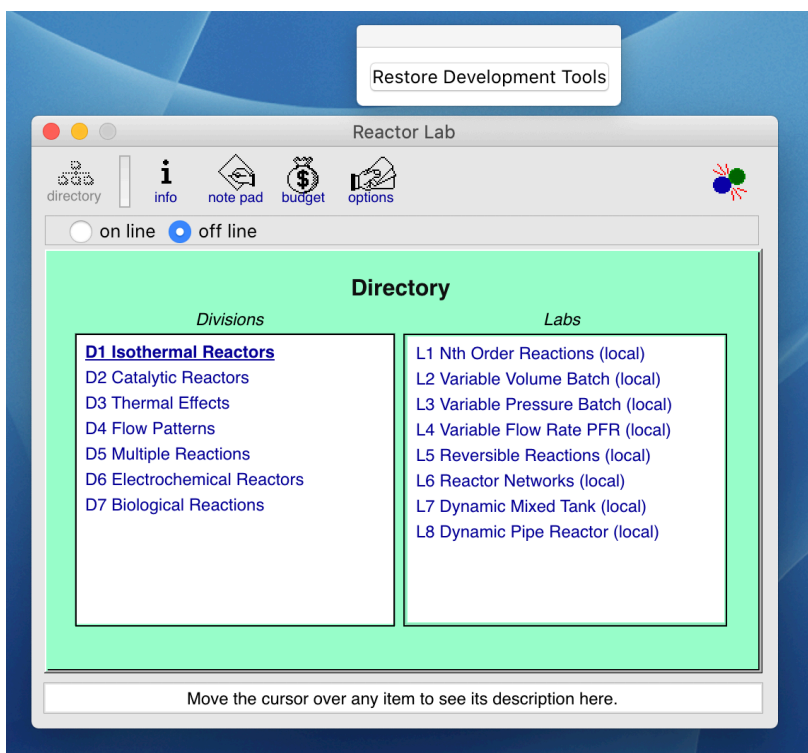 Restore Development Tools
Reactor Lab
directory
info
note pad
budget
options
on line
off line
Directory
Divisions
Labs
D1 Isothermal Reactors
D2 Catalytic Reactors
D3 Thermal Effects
D4 Flow Patterns
D5 Multiple Reactions
D6 Electrochemical Reactors
D7 Biological Reactions
L1 Nth Order Reactions (local)
L2 Variable Volume Batch (local)
L3 Variable Pressure Batch (local)
L4 Variable Flow Rate PFR (local)
L5 Reversible Reactions (local)
L6 Reactor Networks (local)
L7 Dynamic Mixed Tank (local)
L8 Dynamic Pipe Reactor (local)
Move the cursor over any item to see its description here.